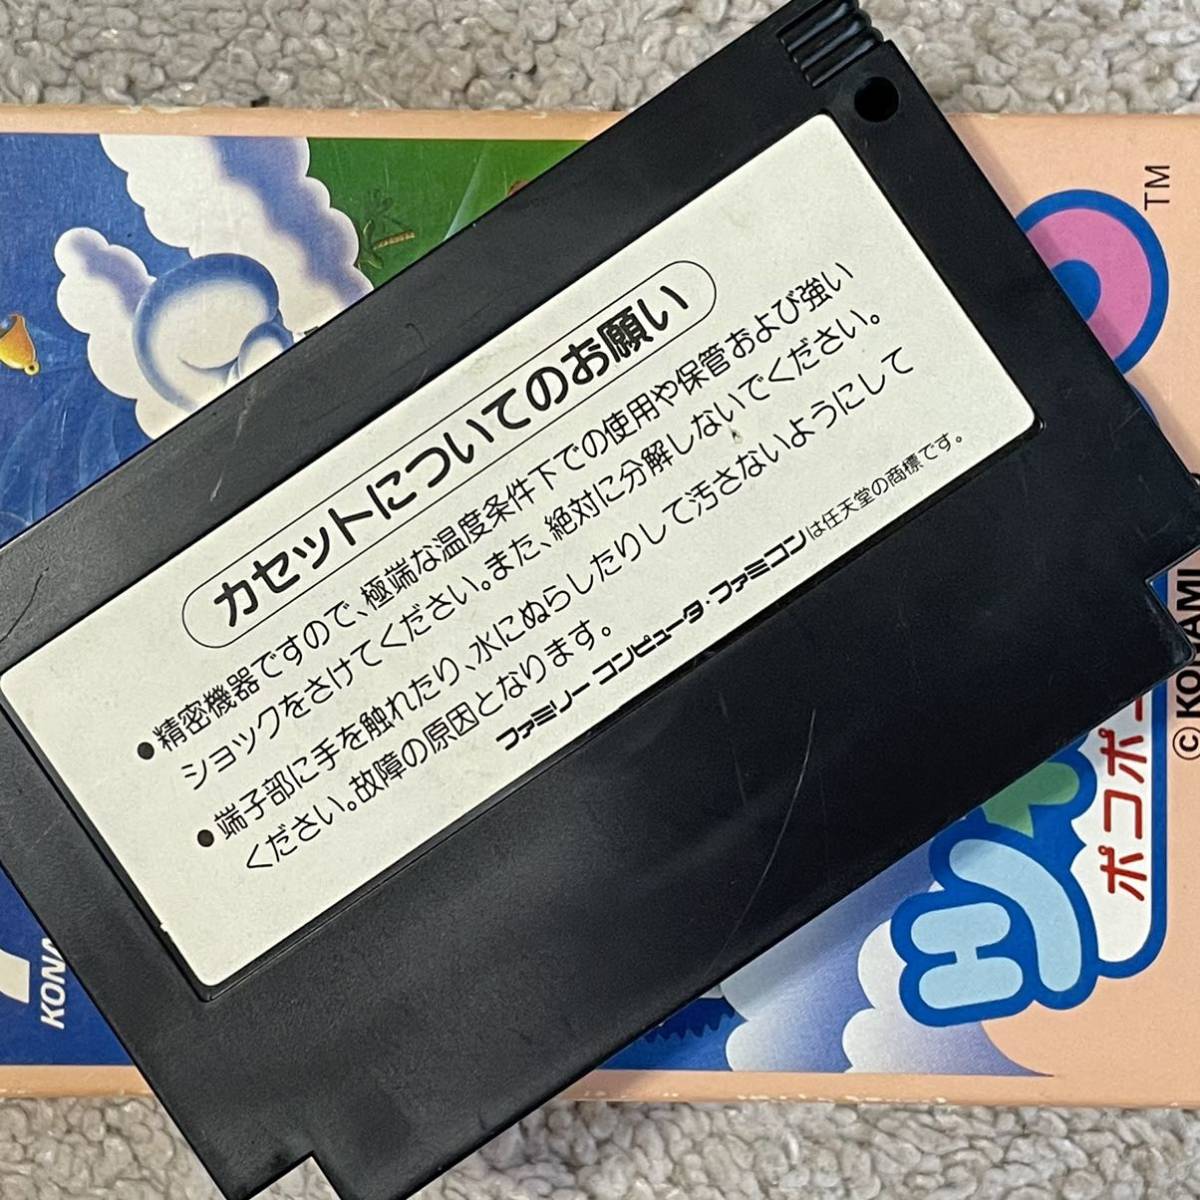 カセットについてのお願い
●精密機器ですので、極端な温度条件下での使用や保管および強い
ショックをさけてください。また、絶対に分解しないでください。
●端子部に手を触れたり、水にぬらしたりして汚さないようにして
ください。故障の原因となります。
ファミリーコンピュータ・ファミコンは任天堂の商標です。
TM
© KONAMI
ポコポ
KONA